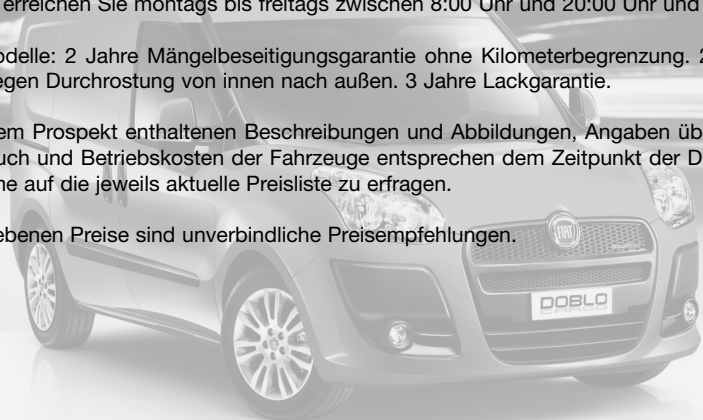 erreichen Sie montags bis freitags zwischen 8:00 Uhr und 20:00 Uhr und
odelle: 2 Jahre Mängelbeseitigungsgarantie ohne Kilometerbegrenzung. 2
egen Durchrostung von innen nach außen. 3 Jahre Lackgarantie.
em Prospekt enthaltenen Beschreibungen und Abbildungen, Angaben üb
uch und Betriebskosten der Fahrzeuge entsprechen dem Zeitpunkt der D
me auf die jeweils aktuelle Preisliste zu erfragen.
ebenen Preise sind unverbindliche Preisempfehlungen.
FIAT
DOBLO
CARGO